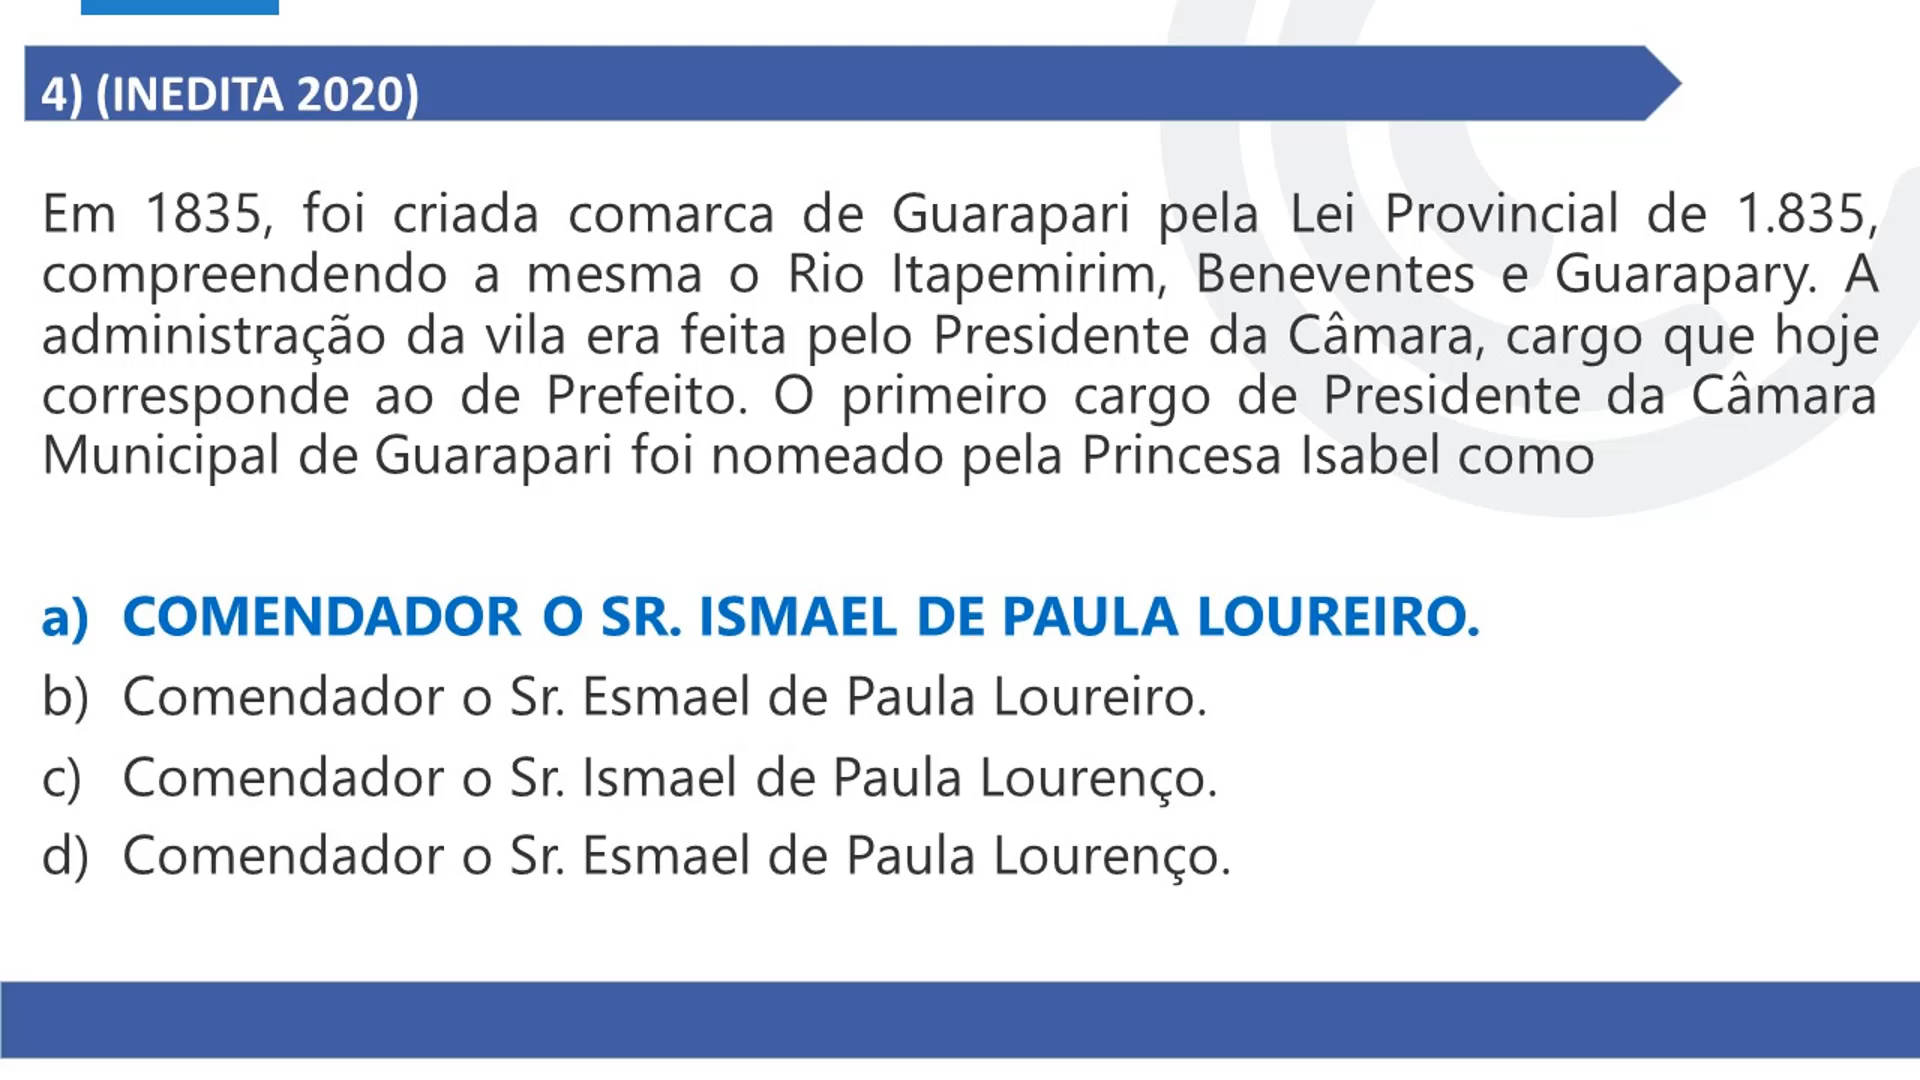 4) (INEDITA 2020)
Em 1835, foi criada comarca de Guarapari pela Lei Provincial de 1.835,
compreendendo a mesma o Rio Itapemirim, Beneventes e Guarapary. A
administração da vila era feita pelo Presidente da Câmara, cargo que hoje
corresponde ao de Prefeito. O primeiro cargo de Presidente da Câmara
Municipal de Guarapari foi nomeado pela Princesa Isabel como
a) COMENDADOR O SR. ISMAEL DE PAULA LOUREIRO.
b) Comendador o Sr. Esmael de Paula Loureiro.
c) Comendador o Sr. Ismael de Paula Lourenço.
d) Comendador o Sr. Esmael de Paula Lourenço.